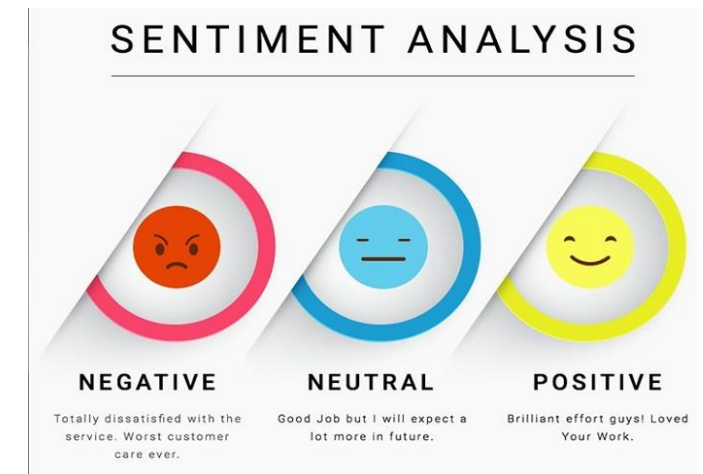 SENTIMENT ANALYSIS
NEGATIVE
Totally dissatisfied with the
service. Worst customer
care ever.
NEUTRAL
Good Job but I will expect a
lot more in future.
POSITIVE
Brilliant effort guys! Loved
Your Work.